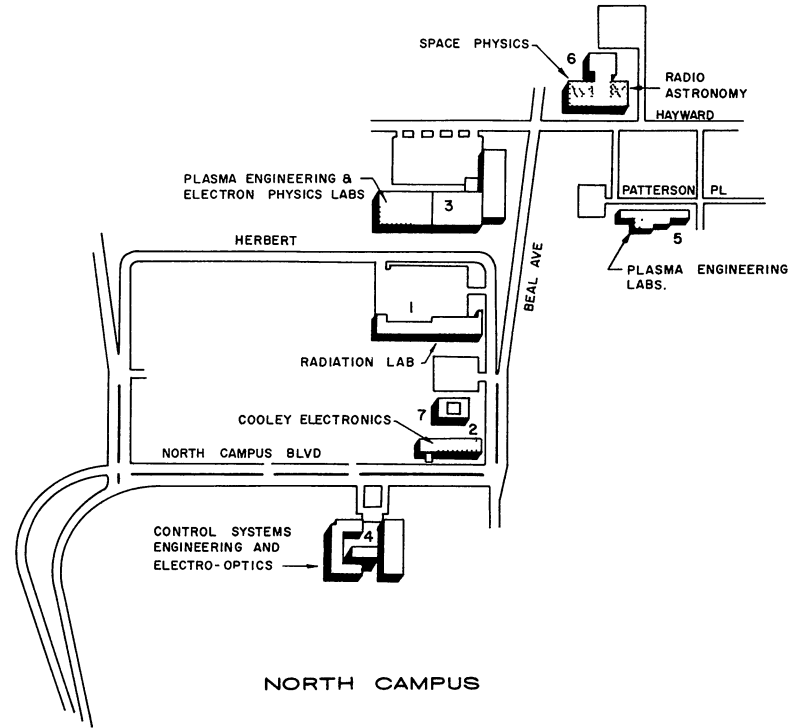 SPACE PHYSICS
6
RADIO
ASTRONOMY
HAYWARD
PLASMA ENGINEERING &
ELECTRON PHYSICS LABS
3
PATTERSON PL
5
HERBERT
BEAL AVE
PLASMA ENGINEERING
LABS.
1
RADIATION LAB
7
COOLEY ELECTRONICS
2
NORTH CAMPUS BLVD
CONTROL SYSTEMS
ENGINEERING AND
ELECTRO-OPTICS
4
NORTH CAMPUS